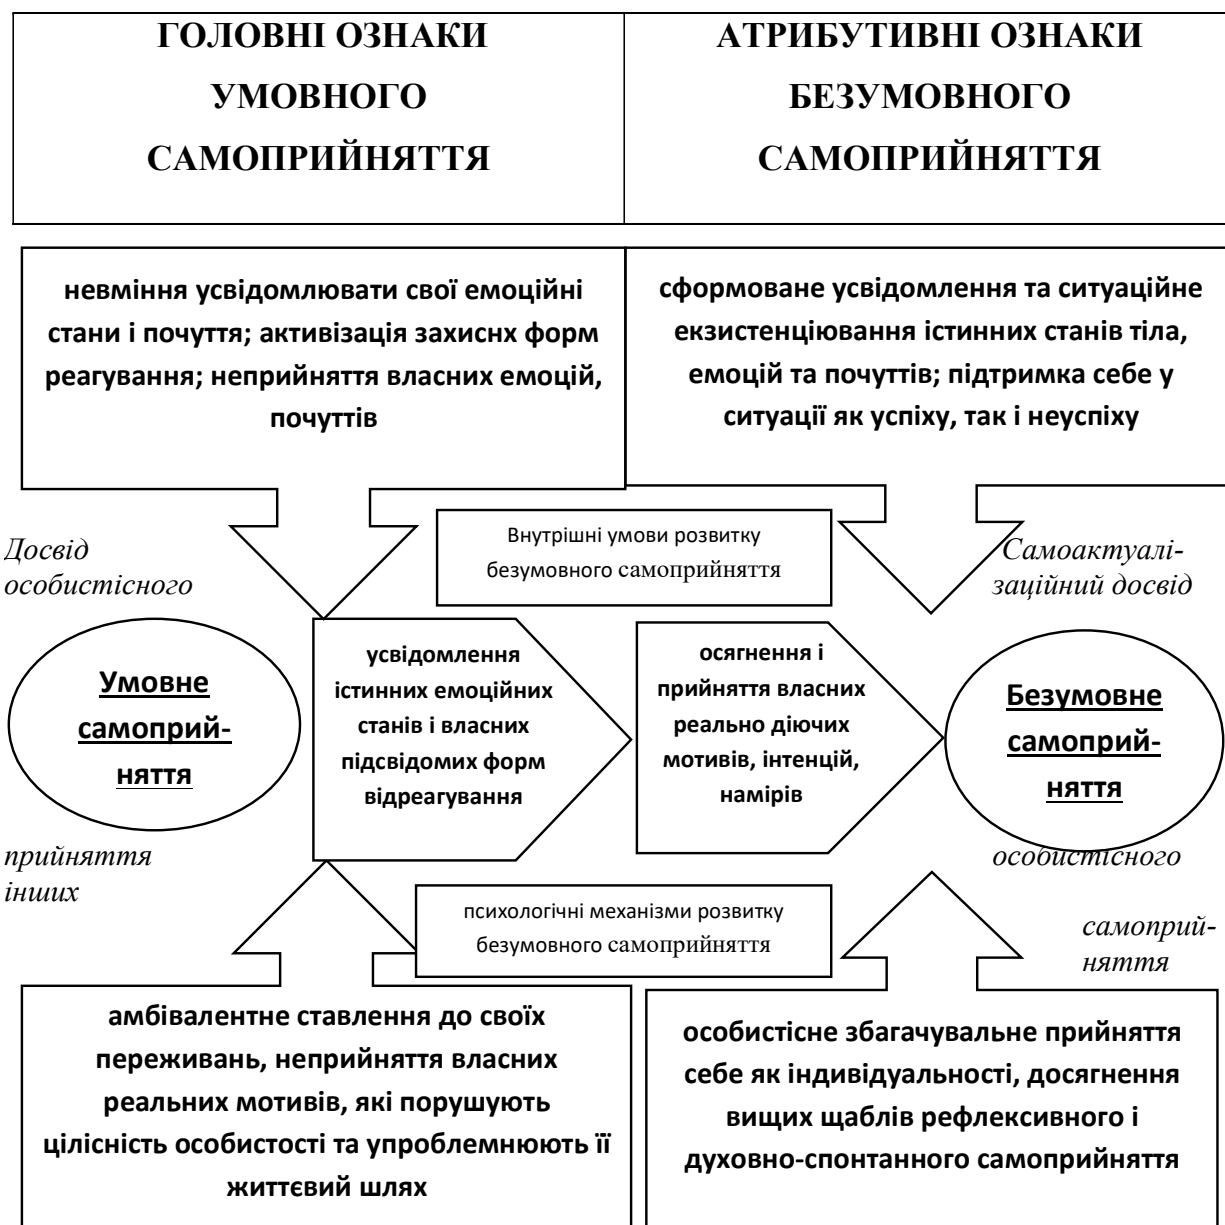 ГОЛОВНІ ОЗНАКИ
УМОВНОГО
САМОПРИЙНЯТТЯ
АТРИБУТИВНІ ОЗНАКИ
БЕЗУМОВНОГО
САМОПРИЙНЯТТЯ
невміння усвідомлювати свої емоційні
стани і почуття; активізація захиснх форм
реагування; неприйняття власних емоцій,
почуттів
сформоване усвідомлення та ситуаційне
екзистенціювання істинних станів тіла,
емоцій та почуттів; підтримка себе у
ситуації як успіху, так і неуспіху
Досвід
особистісного
Внутрішні умови розвитку
безумовного самоприйняття
Самоактуалі-
заційний досвід
Умовне
самоприй-
няття
усвідомлення
істинних емоційних
станів і власних
підсвідомих форм
відреагування
осягнення і
прийняття власних
реально діючих
мотивів, інтенцій,
намірів
Безумовне
самоприй-
няття
прийняття
інших
особистісного
психологічні механізми розвитку
безумовного самоприйняття
самоприй-
няття
амбівалентне ставлення до своїх
переживань, неприйняття власних
реальних мотивів, які порушують
цілісність особистості та упроблемнюють її
життєвий шлях
особистісне збагачувальне прийняття
себе як індивідуальності, досягнення
вищих щаблів рефлексивного і
духовно-спонтанного самоприйняття